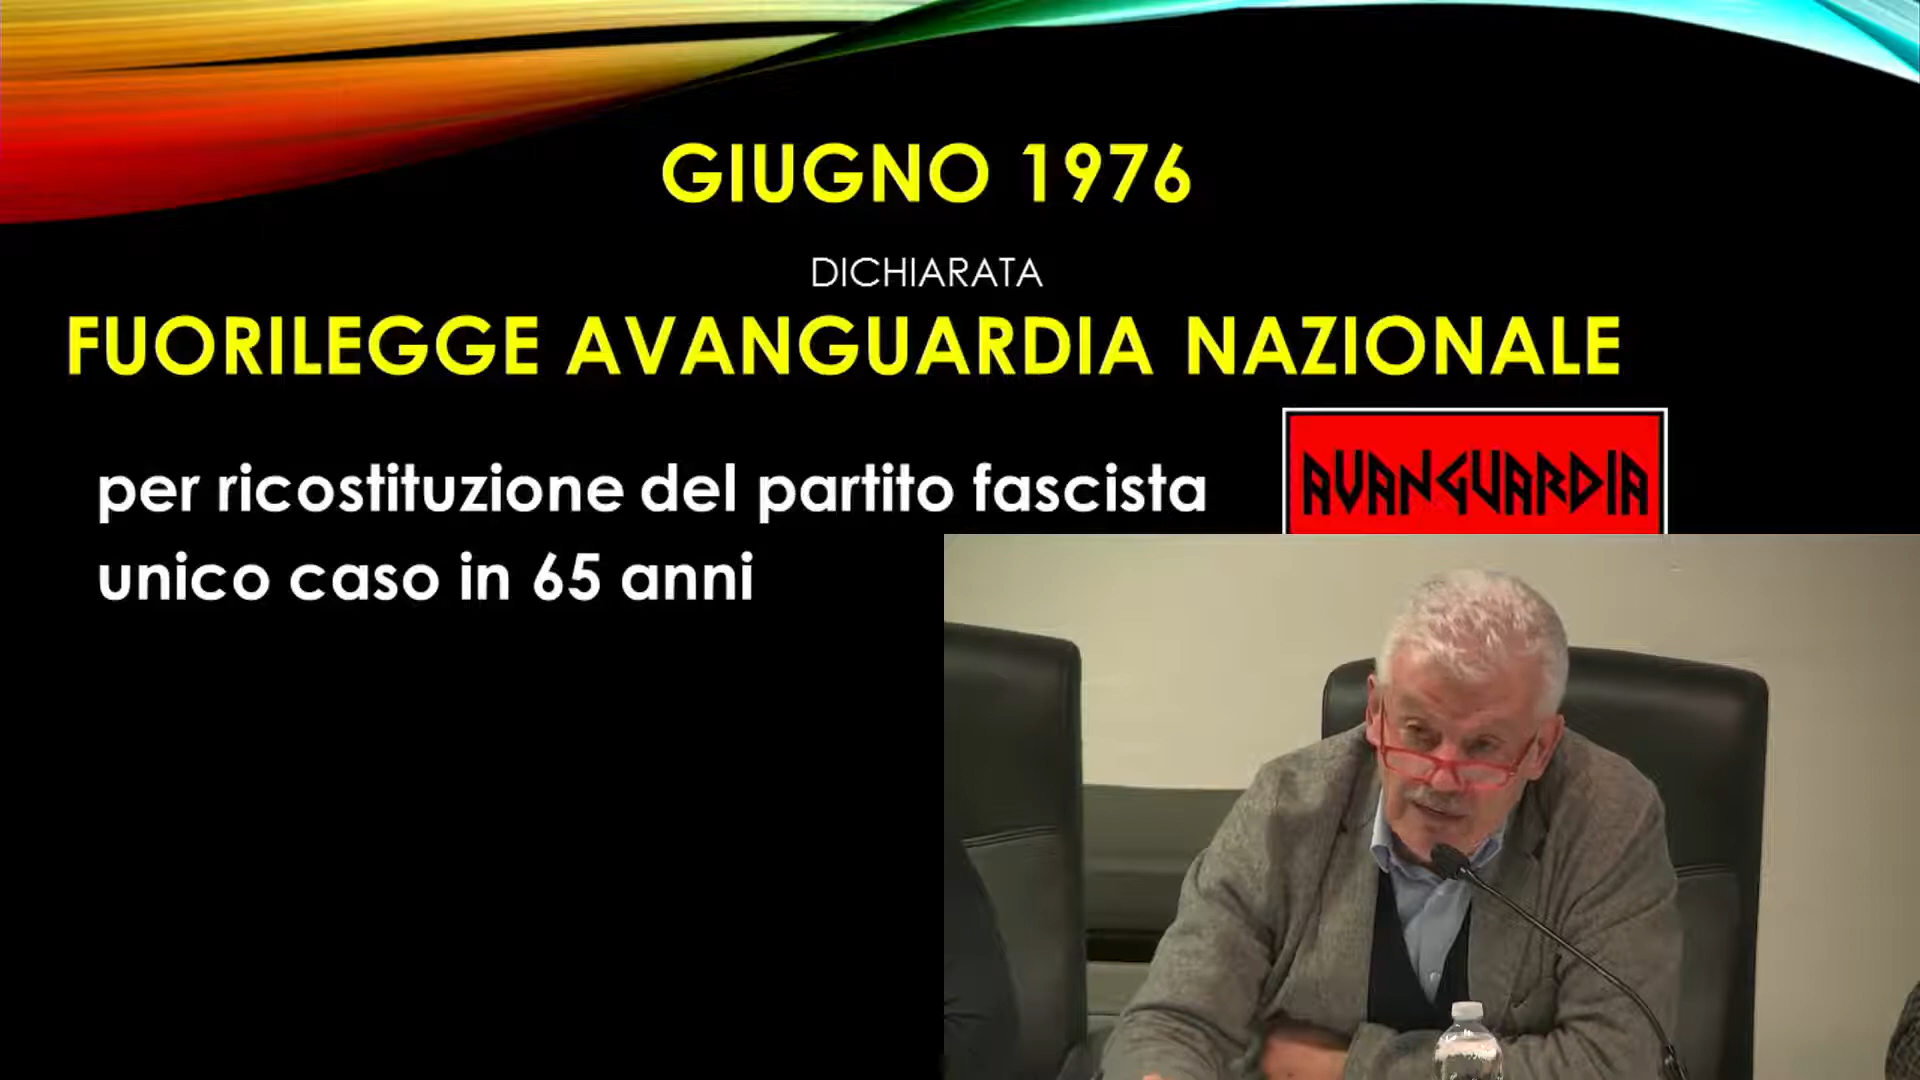 GIUGNO 1976
DICHIARATA
FUORILEGGE AVANGUARDIA NAZIONALE
per ricostituzione del partito fascista
unico caso in 65 anni
AVANGUARDIA